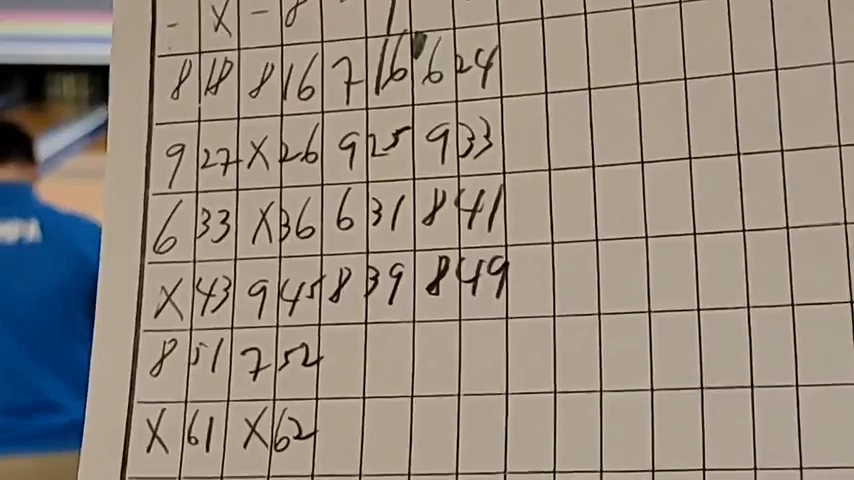 - X - 8
8 18 8 16 7 16 6 24
9 27 X 26 9 25 9 33
6 33 X 36 6 31 8 41
X 43 9 45 8 39 8 49
8 51 7 52
X 61 X 62